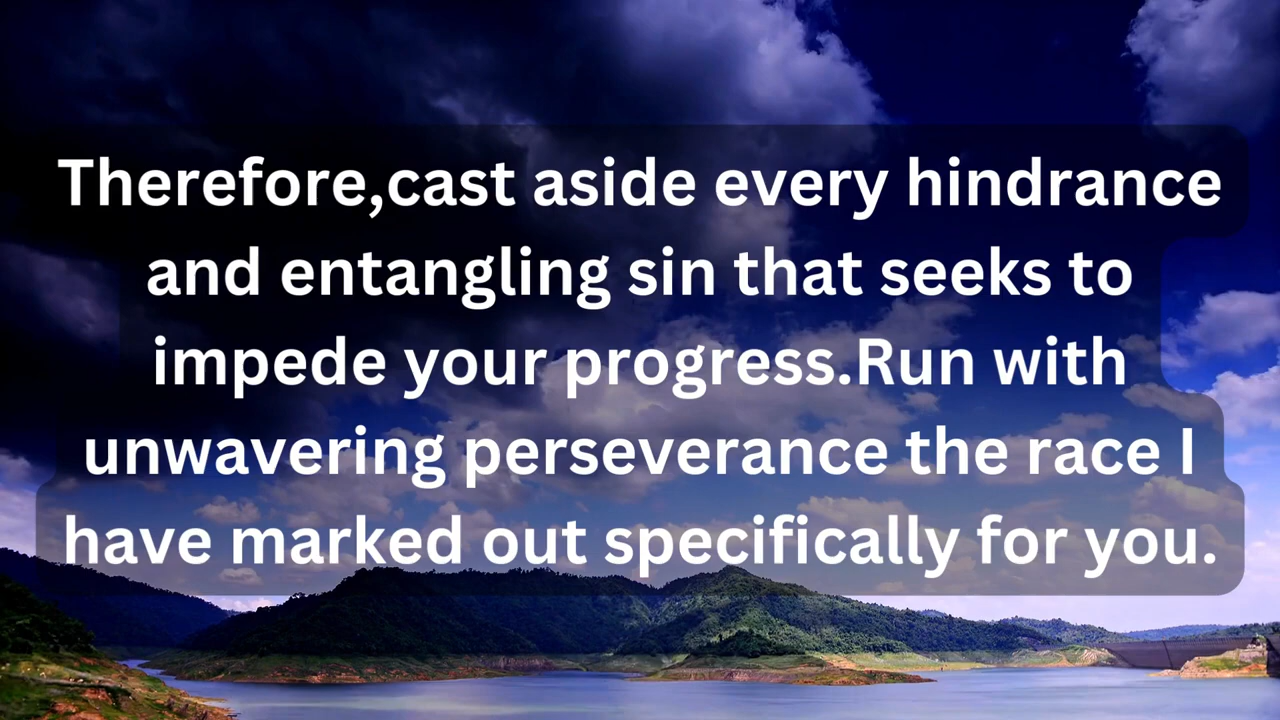 Therefore,cast aside every hindrance
and entangling sin that seeks to
impede your progress.Run with
unwavering perseverance the race I
have marked out specifically for you.